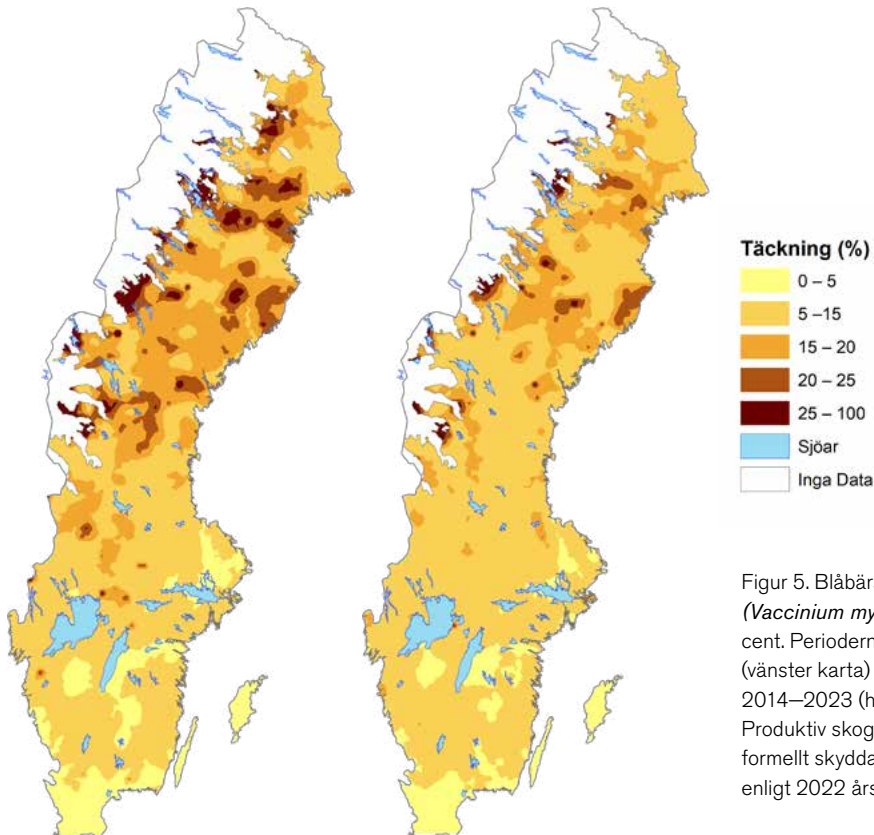 Täckning (%)
0 – 5
5 –15
15 – 20
20 – 25
25 – 100
Sjöar
Inga Data
Figur 5. Blåbär
(Vaccinium my
cent. Periodern
(vänster karta)
2014—2023 (h
Produktiv skog
formellt skydda
enligt 2022 års